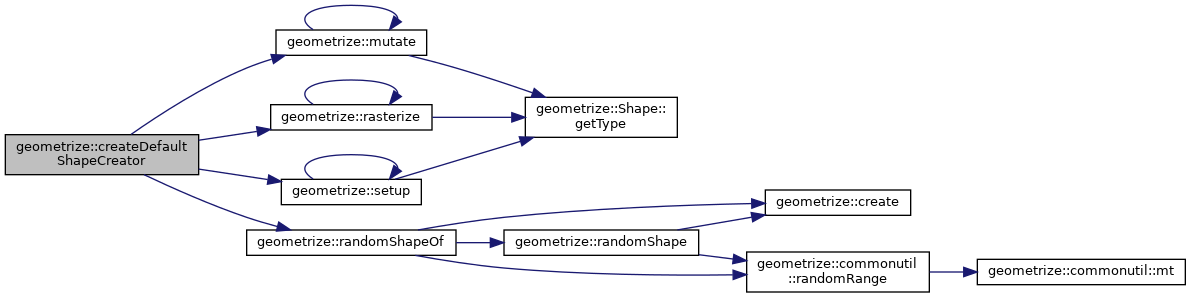 geometrize::createDefault
ShapeCreator
geometrize::mutate
geometrize::rasterize
geometrize::setup
geometrize::randomShapeOf
geometrize::Shape::
getType
geometrize::randomShape
geometrize::create
geometrize::commonutil
::randomRange
geometrize::commonutil::mt